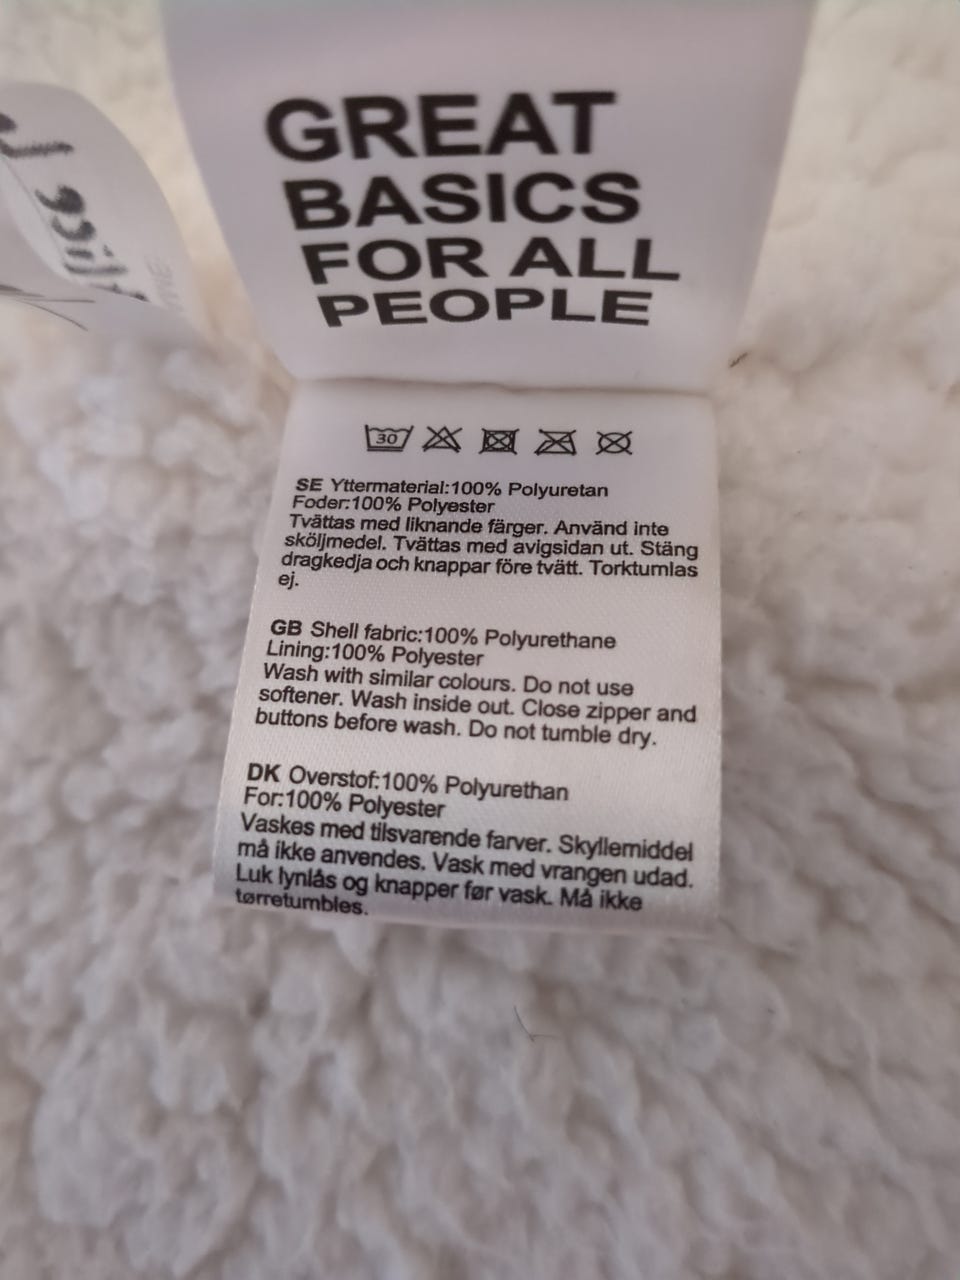 GREAT
BASICS
FOR ALL
PEOPLE
30
SE Yttermaterial:100% Polyuretan
Foder:100% Polyester
Tvättas med liknande färger. Använd inte
sköljmedel. Tvättas med avigsidan ut. Stäng
dragkedja och knappar före tvätt. Torktumlas
ej.
GB Shell fabric:100% Polyurethane
Lining:100% Polyester
Wash with similar colours. Do not use
softener. Wash inside out. Close zipper and
buttons before wash. Do not tumble dry.
DK Overstof:100% Polyurethan
For:100% Polyester
Vaskes med tilsvarende farver. Skyllemiddel
må ikke anvendes. Vask med vrangen udad.
Luk lynlås og knapper før vask. Må ikke
tørretumbles.